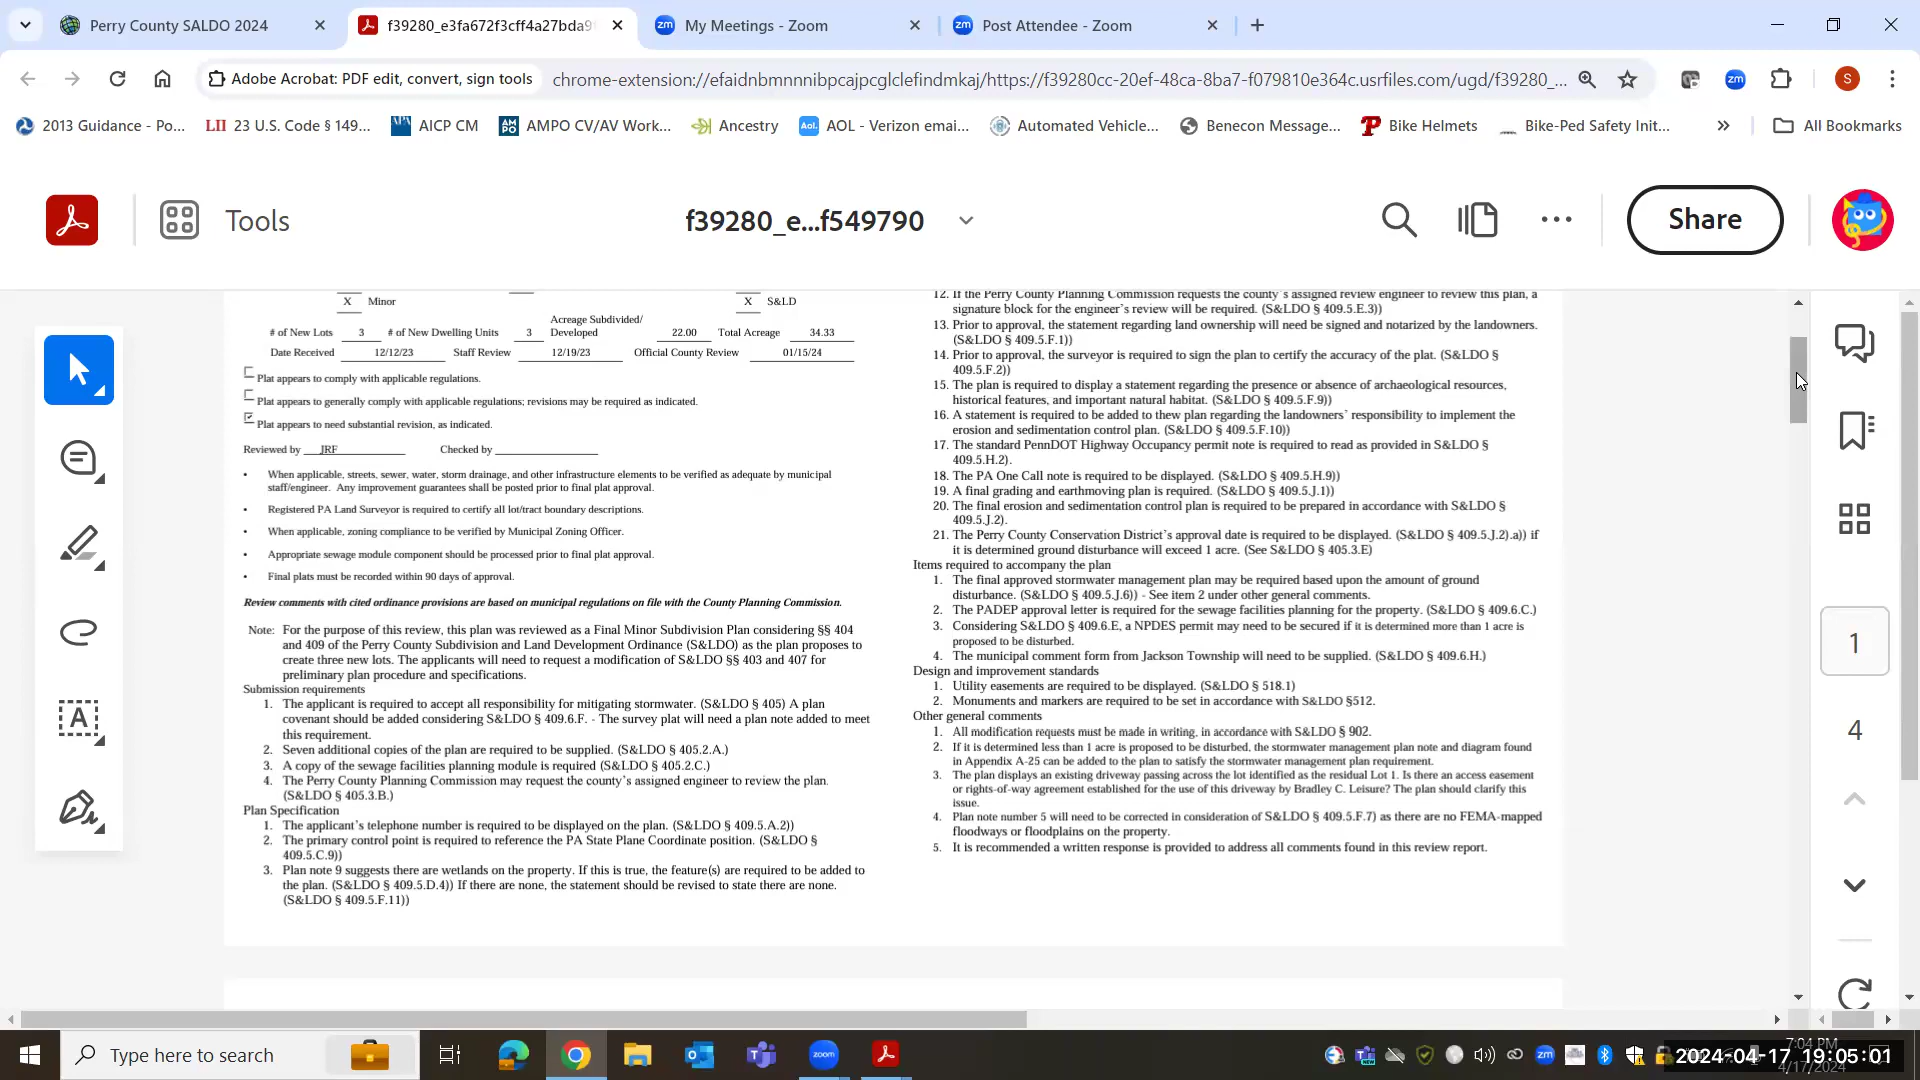 Perry County SALDO 2024
f39280_e3fa672f3cff4a27bda9
My Meetings - Zoom
Post Attendee - Zoom
Adobe Acrobat: PDF edit, convert, sign tools
chrome-extension://efaidnbmnnnibpcajpcglclefindmkaj/https://f39280cc-20ef-48ca-8ba7-f079810e364c.usrfiles.com/ugd/f39280_...
S
2013 Guidance - Po...
LII 23 U.S. Code § 149...
AICP CM
AMPO CV/AV Work...
Ancestry
AOL - Verizon emai...
Automated Vehicle...
Benecon Message...
Bike Helmets
Bike-Ped Safety Init...
All Bookmarks
Tools
f39280_e...f549790
Share
X Minor
X S&LD
# of New Lots 3 # of New Dwelling Units 3 Acreage Subdivided/ Developed 22.00 Total Acreage 34.33
Date Received 12/12/23 Staff Review 12/19/23 Official County Review 01/15/24
Plat appears to comply with applicable regulations.
Plat appears to generally comply with applicable regulations; revisions may be required as indicated.
Plat appears to need substantial revision, as indicated.
Reviewed by JRF Checked by
• When applicable, streets, sewer, water, storm drainage, and other infrastructure elements to be verified as adequate by municipal
staff/engineer. Any improvement guarantees shall be posted prior to final plat approval.
• Registered PA Land Surveyor is required to certify all lot/tract boundary descriptions.
• When applicable, zoning compliance to be verified by Municipal Zoning Officer.
• Appropriate sewage module component should be processed prior to final plat approval.
• Final plats must be recorded within 90 days of approval.
Review comments with cited ordinance provisions are based on municipal regulations on file with the County Planning Commission.
Note: For the purpose of this review, this plan was reviewed as a Final Minor Subdivision Plan considering §§ 404
and 409 of the Perry County Subdivision and Land Development Ordinance (S&LDO) as the plan proposes to
create three new lots. The applicants will need to request a modification of S&LDO §§ 403 and 407 for
preliminary plan procedure and specifications.
Submission requirements
1. The applicant is required to accept all responsibility for mitigating stormwater. (S&LDO § 405) A plan
covenant should be added considering S&LDO § 409.6.F. - The survey plat will need a plan note added to meet
this requirement.
2. Seven additional copies of the plan are required to be supplied. (S&LDO § 405.2.A.)
3. A copy of the sewage facilities planning module is required (S&LDO § 405.2.C.)
4. The Perry County Planning Commission may request the county's assigned engineer to review the plan.
(S&LDO § 405.3.B.)
Plan Specification
1. The applicant's telephone number is required to be displayed on the plan. (S&LDO § 409.5.A.2))
2. The primary control point is required to reference the PA State Plane Coordinate position. (S&LDO §
409.5.C.9))
3. Plan note 9 suggests there are wetlands on the property. If this is true, the feature(s) are required to be added to
the plan. (S&LDO § 409.5.D.4)) If there are none, the statement should be revised to state there are none.
(S&LDO § 409.5.F.11))
12. If the Perry County Planning Commission requests the county's assigned review engineer to review this plan, a
signature block for the engineer's review will be required. (S&LDO § 409.5.E.3))
13. Prior to approval, the statement regarding land ownership will need be signed and notarized by the landowners.
(S&LDO § 409.5.F.1))
14. Prior to approval, the surveyor is required to sign the plan to certify the accuracy of the plat. (S&LDO §
409.5.F.2))
15. The plan is required to display a statement regarding the presence or absence of archaeological resources,
historical features, and important natural habitat. (S&LDO § 409.5.F.9))
16. A statement is required to be added to thew plan regarding the landowners' responsibility to implement the
erosion and sedimentation control plan. (S&LDO § 409.5.F.10))
17. The standard PennDOT Highway Occupancy permit note is required to read as provided in S&LDO §
409.5.H.2).
18. The PA One Call note is required to be displayed. (S&LDO § 409.5.H.9))
19. A final grading and earthmoving plan is required. (S&LDO § 409.5.J.1))
20. The final erosion and sedimentation control plan is required to be prepared in accordance with S&LDO §
409.5.J.2).
21. The Perry County Conservation District's approval date is required to be displayed. (S&LDO § 409.5.J.2).a)) if
it is determined ground disturbance will exceed 1 acre. (See S&LDO § 405.3.E)
Items required to accompany the plan
1. The final approved stormwater management plan may be required based upon the amount of ground
disturbance. (S&LDO § 409.5.J.6)) - See item 2 under other general comments.
2. The PADEP approval letter is required for the sewage facilities planning for the property. (S&LDO § 409.6.C.)
3. Considering S&LDO § 409.6.E, a NPDES permit may need to be secured if it is determined more than 1 acre is
proposed to be disturbed.
4. The municipal comment form from Jackson Township will need to be supplied. (S&LDO § 409.6.H.)
Design and improvement standards
1. Utility easements are required to be displayed. (S&LDO § 518.1)
2. Monuments and markers are required to be set in accordance with S&LDO §512.
Other general comments
1. All modification requests must be made in writing, in accordance with S&LDO § 902.
2. If it is determined less than 1 acre is proposed to be disturbed, the stormwater management plan note and diagram found
in Appendix A-25 can be added to the plan to satisfy the stormwater management plan requirement.
3. The plan displays an existing driveway passing across the lot identified as the residual Lot 1. Is there an access easement
or rights-of-way agreement established for the use of this driveway by Bradley C. Leisure? The plan should clarify this
issue.
4. Plan note number 5 will need to be corrected in consideration of S&LDO § 409.5.F.7) as there are no FEMA-mapped
floodways or floodplains on the property.
5. It is recommended a written response is provided to address all comments found in this review report.
1
4
Type here to search
zoom
zm
7:04 PM
4/17/2024
2024-04-17 19:05:01